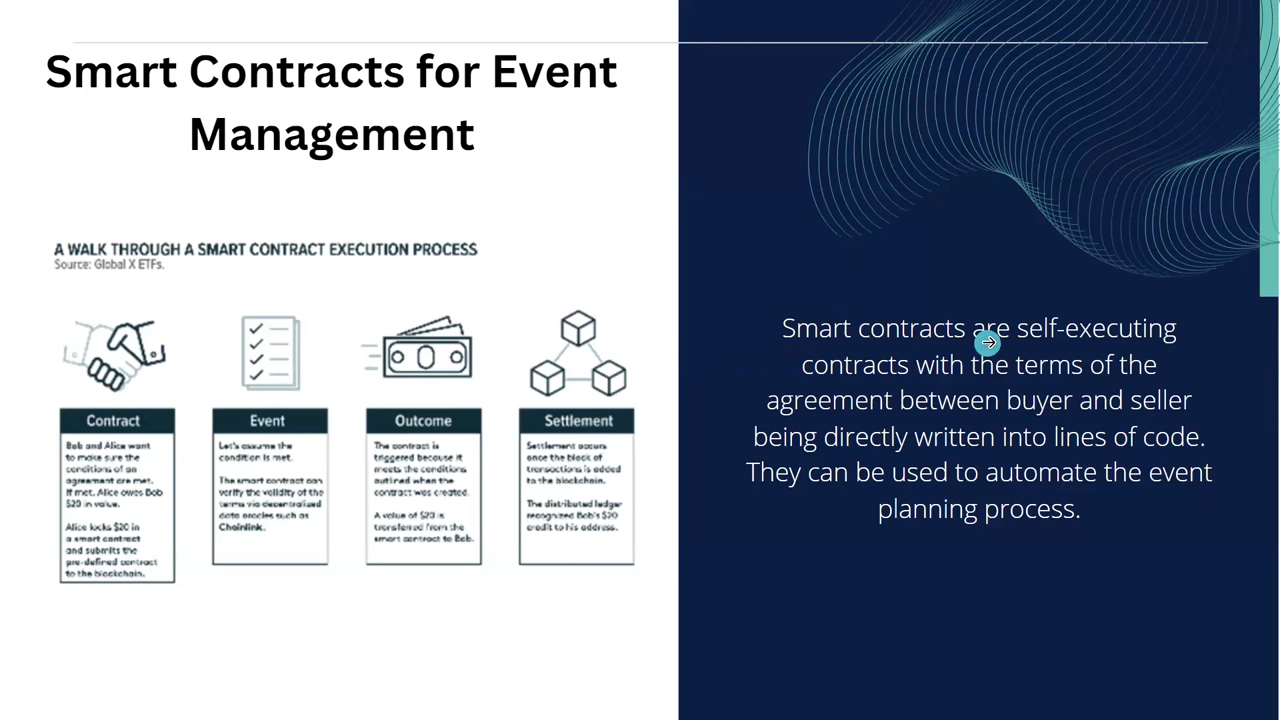 Smart Contracts for Event
Management
A WALK THROUGH A SMART CONTRACT EXECUTION PROCESS
Source: Global X ETFs.
Contract
Bob and Alice want
to make sure the
conditions of an
agreement are met.
If met, Alice owes Bob
$20 in value.
Alice locks $20 in
a smart contract
and submits the
pre-defined contract
to the blockchain.
Event
Let's assume the
condition is met.
The smart contract can
verify the validity of the
terms via decentralized
data oracles such as
Chainlink.
Outcome
The contract is
triggered because it
meets the conditions
outlined when the
contract was created.
A value of $20 is
transferred from the
smart contract to Bob.
Settlement
Settlement occurs
once the block of
transactions is added
to the blockchain.
The distributed ledger
recognized Bob's $20
credit to his address.
Smart contracts are self-executing
contracts with the terms of the
agreement between buyer and seller
being directly written into lines of code.
They can be used to automate the event
planning process.